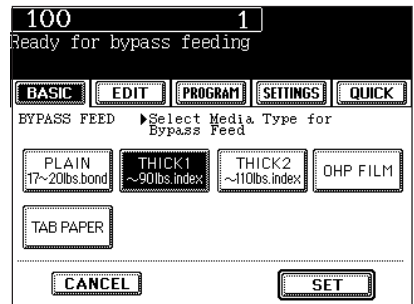 100 1
Ready for bypass feeding
BASIC EDIT PROGRAM SETTINGS QUICK
BYPASS FEED ▶Select Media Type for
Bypass Feed
PLAIN THICK1 THICK2 OHP FILM
17~20lbs.bond ~90lbs.index ~110lbs.index
TAB PAPER
CANCEL SET